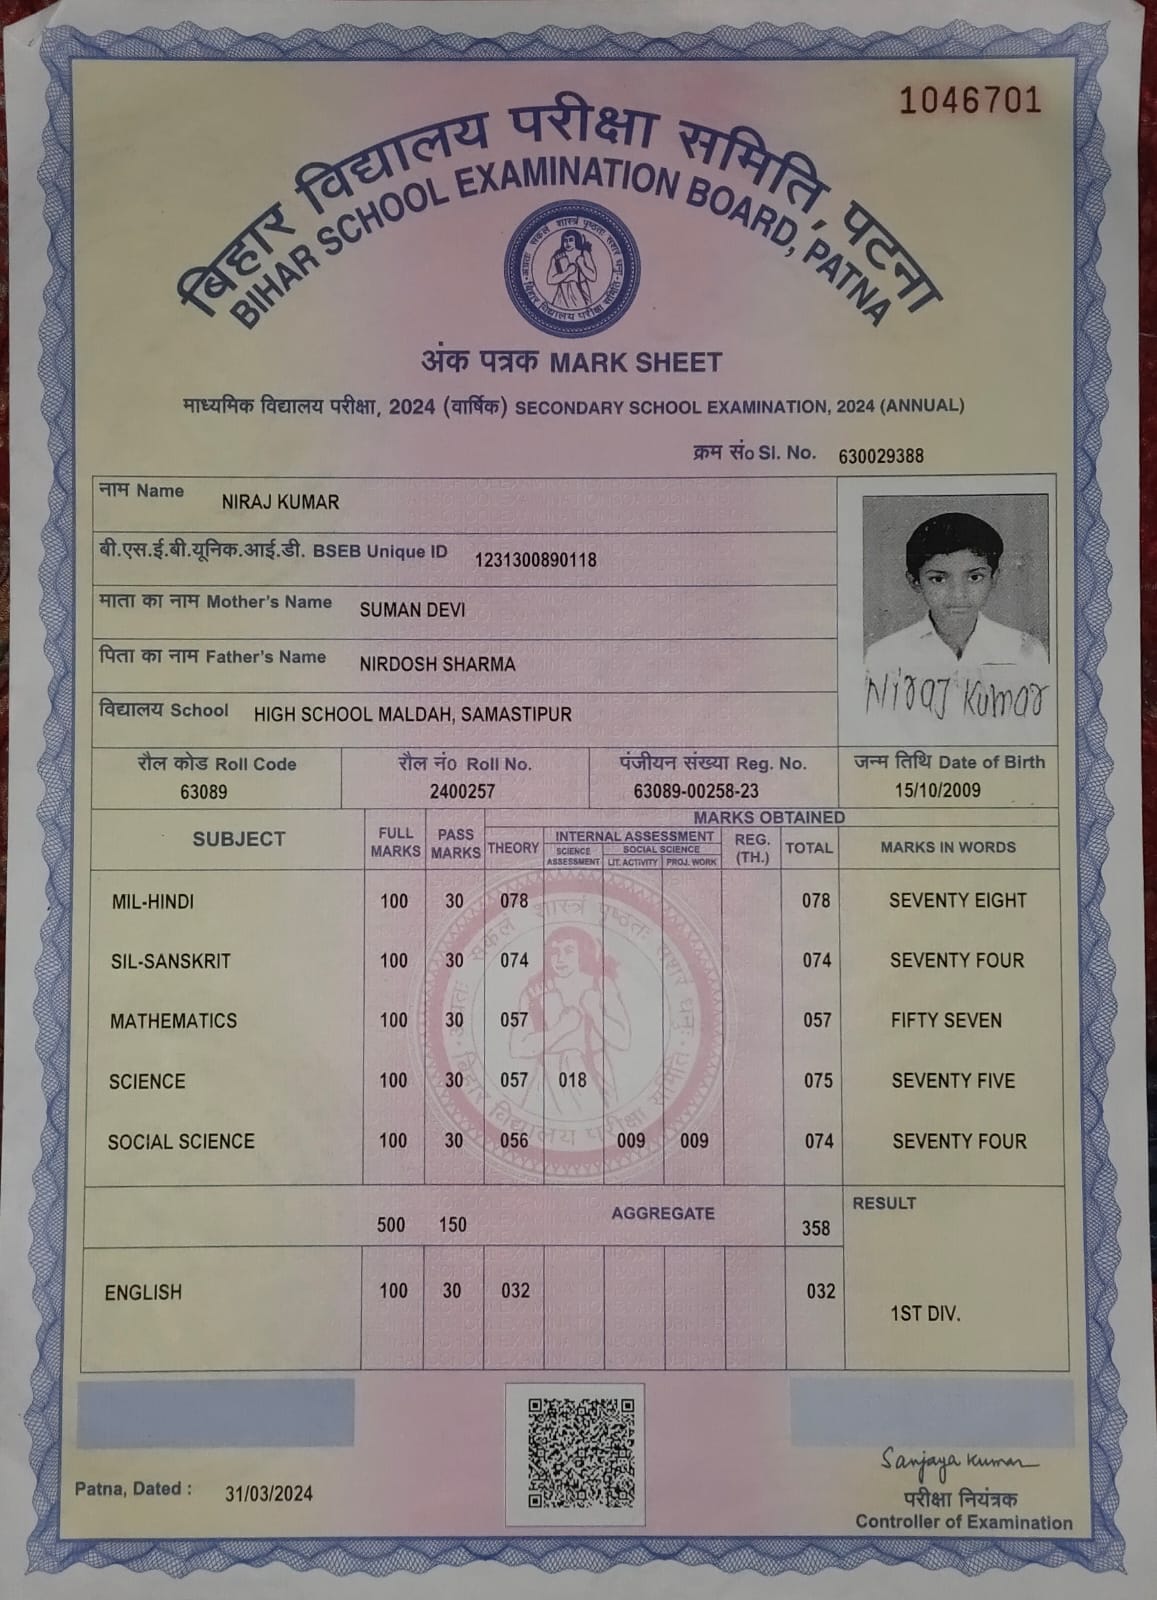 1046701
बिहार विद्यालय परीक्षा समिति, पटना
BIHAR SCHOOL EXAMINATION BOARD, PATNA
अंक पत्रक MARK SHEET
माध्यमिक विद्यालय परीक्षा, 2024 (वार्षिक) SECONDARY SCHOOL EXAMINATION, 2024 (ANNUAL)
क्रम सं० Sl. No. 630029388
नाम Name NIRAJ KUMAR
बी.एस.ई.बी.यूनिक.आई.डी. BSEB Unique ID 1231300890118
माता का नाम Mother's Name SUMAN DEVI
पिता का नाम Father's Name NIRDOSH SHARMA
Niraj Kumar
विद्यालय School HIGH SCHOOL MALDAH, SAMASTIPUR
रौल कोड Roll Code रौल नं० Roll No. पंजीयन संख्या Reg. No. जन्म तिथि Date of Birth
63089 2400257 63089-00258-23 15/10/2009
MARKS OBTAINED
SUBJECT FULL MARKS PASS MARKS THEORY INTERNAL ASSESSMENT REG. (TH.) TOTAL MARKS IN WORDS
SCIENCE ASSESSMENT SOCIAL SCIENCE LIT. ACTIVITY PROJ. WORK
MIL-HINDI 100 30 078 078 SEVENTY EIGHT
SIL-SANSKRIT 100 30 074 074 SEVENTY FOUR
MATHEMATICS 100 30 057 057 FIFTY SEVEN
SCIENCE 100 30 057 018 075 SEVENTY FIVE
SOCIAL SCIENCE 100 30 056 009 009 074 SEVENTY FOUR
500 150 AGGREGATE 358 RESULT
ENGLISH 100 30 032 032
1ST DIV.
Patna, Dated : 31/03/2024
Sanjaya Kumar
परीक्षा नियंत्रक
Controller of Examination